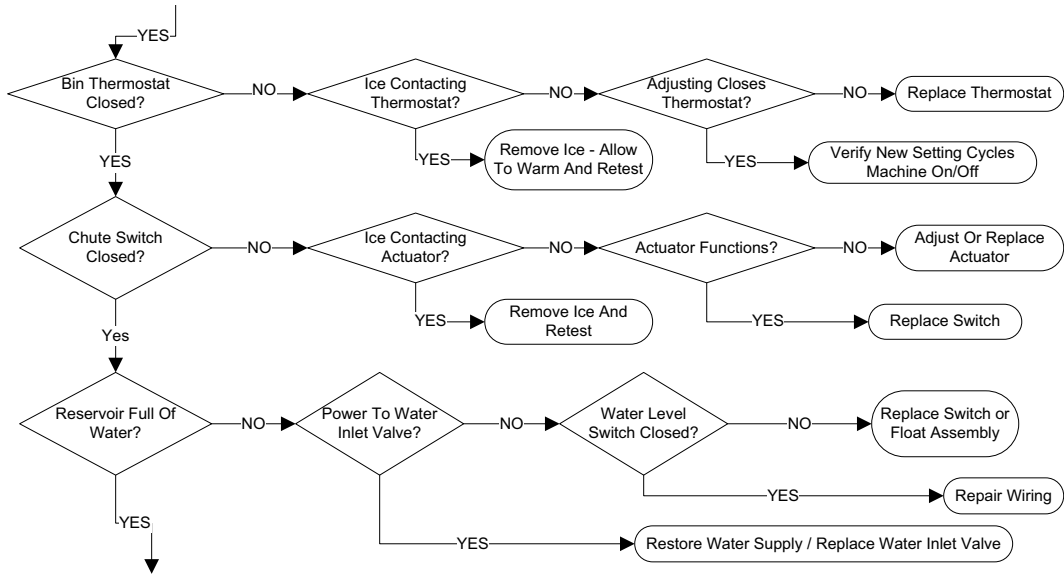 YES
Bin Thermostat
Closed?
NO
Ice Contacting
Thermostat?
NO
Adjusting Closes
Thermostat?
NO
Replace Thermostat
YES
YES
Remove Ice - Allow
To Warm And Retest
YES
Verify New Setting Cycles
Machine On/Off
Chute Switch
Closed?
NO
Ice Contacting
Actuator?
NO
Actuator Functions?
NO
Adjust Or Replace
Actuator
Yes
YES
Remove Ice And
Retest
YES
Replace Switch
Reservoir Full Of
Water?
NO
Power To Water
Inlet Valve?
NO
Water Level
Switch Closed?
NO
Replace Switch or
Float Assembly
YES
Repair Wiring
YES
YES
Restore Water Supply / Replace Water Inlet Valve